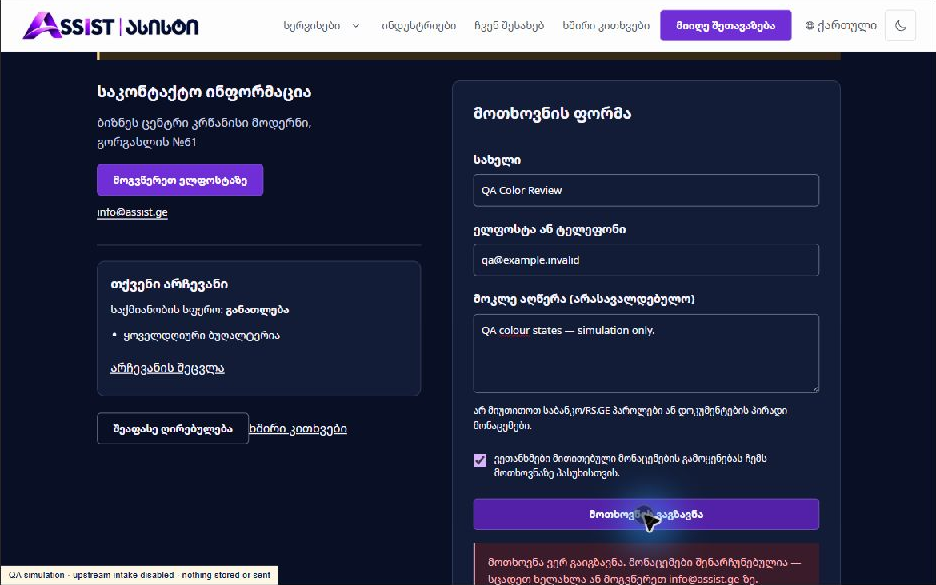 ASSIST | ასისტი
სერვისები
ინდუსტრიები
ჩვენ შესახებ
ხშირი კითხვები
მიიღე შეთავაზება
ქართული
საკონტაქტო ინფორმაცია
ბიზნეს ცენტრი კრწანისი მოდერნი,
გორგასლის №61
მოგვწერეთ ელფოსტაზე
info@assist.ge
თქვენი არჩევანი
საქმიანობის სფერო: განათლება
• ყოველდღიური ბუღალტერია
არჩევანის შეცვლა
შეაფასე ღირებულება
ხშირი კითხვები
მოთხოვნის ფორმა
სახელი
QA Color Review
ელფოსტა ან ტელეფონი
qa@example.invalid
მოკლე აღწერა (არასავალდებულო)
QA colour states — simulation only.
არ მიუთითოთ საბანკო/RS.GE პაროლები ან დოკუმენტების პირადი
მონაცემები.
ვეთანხმები მითითებული მონაცემების გამოყენებას ჩემს
მოთხოვნაზე პასუხისთვის.
მოთხოვნის გაგზავნა
მოთხოვნა ვერ გაიგზავნა. მონაცემები შენარჩუნებულია —
სცადეთ ხელახლა ან მოგვწერეთ info@assist.ge-ზე.
QA simulation · upstream intake disabled · nothing stored or sent